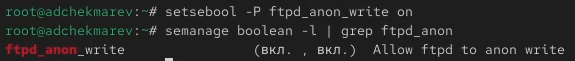 root@adchekmarev:~# setsebool -P ftpd_anon_write on
root@adchekmarev:~# semanage boolean -l | grep ftpd_anon
ftpd_anon_write (вкл. , вкл.) Allow ftpd to anon write